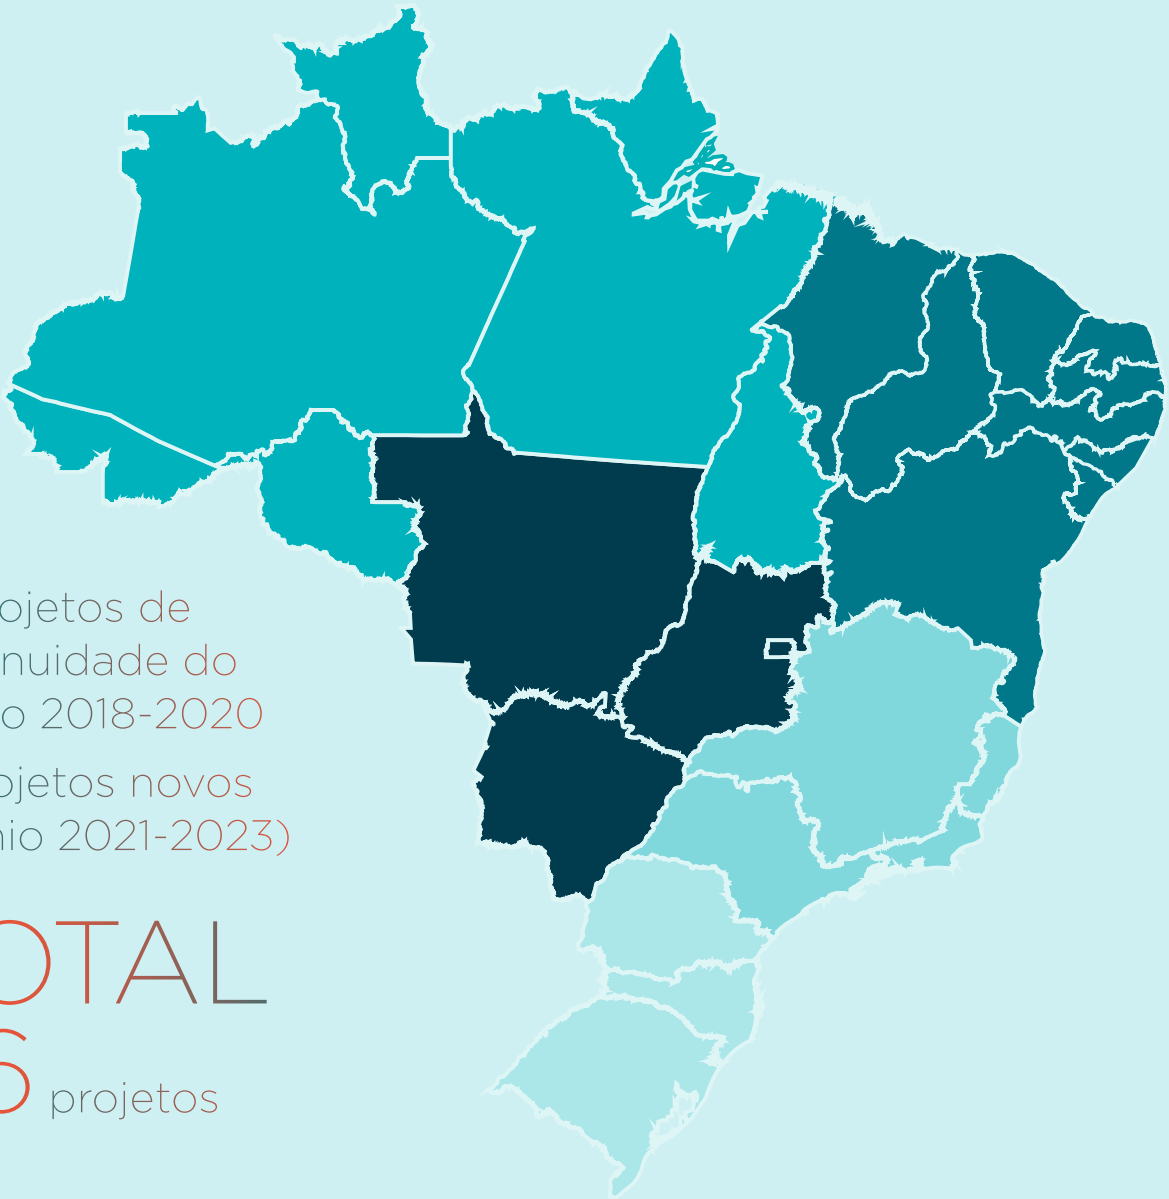 ojetos de
nuidade do
o 2018-2020
ojetos novos
nio 2021-2023)
OTAL
projetos